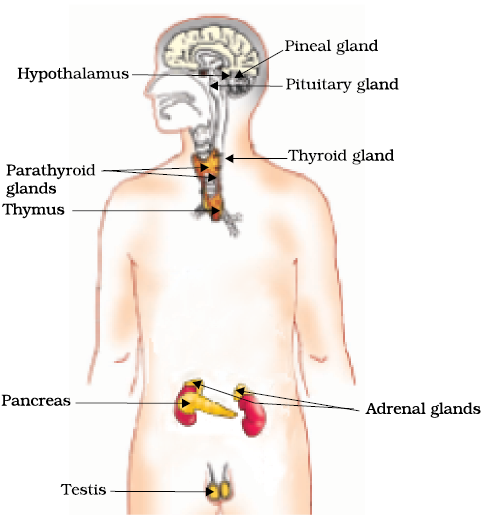 Pineal gland
Hypothalamus
Pituitary gland
Thyroid gland
Parathyroid
glands
Thymus
Pancreas
Adrenal glands
Testis